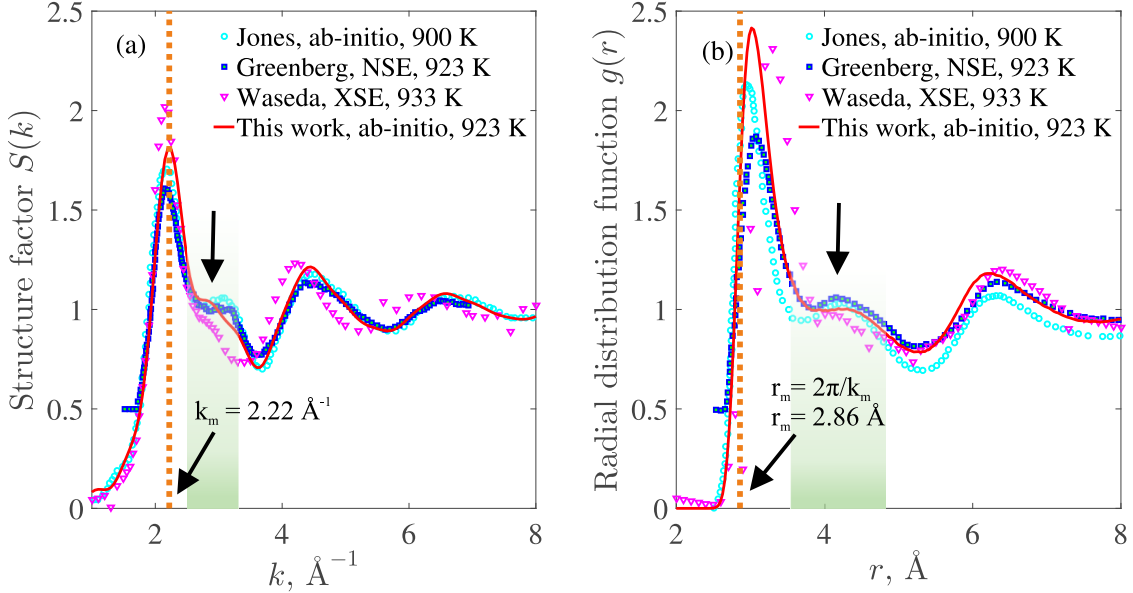 (a)
Jones, ab-initio, 900 K
Greenberg, NSE, 923 K
Waseda, XSE, 933 K
This work, ab-initio, 923 K
Structure factor S(k)
2.5
2
1.5
1
0.5
0
k_m = 2.22 Å⁻¹
2
4
6
8
k, Å⁻¹
(b)
Jones, ab-initio, 900 K
Greenberg, NSE, 923 K
Waseda, XSE, 933 K
This work, ab-initio, 923 K
Radial distribution function g(r)
2.5
2
1.5
1
0.5
0
r_m = 2π/k_m
r_m = 2.86 Å
2
4
6
8
r, Å